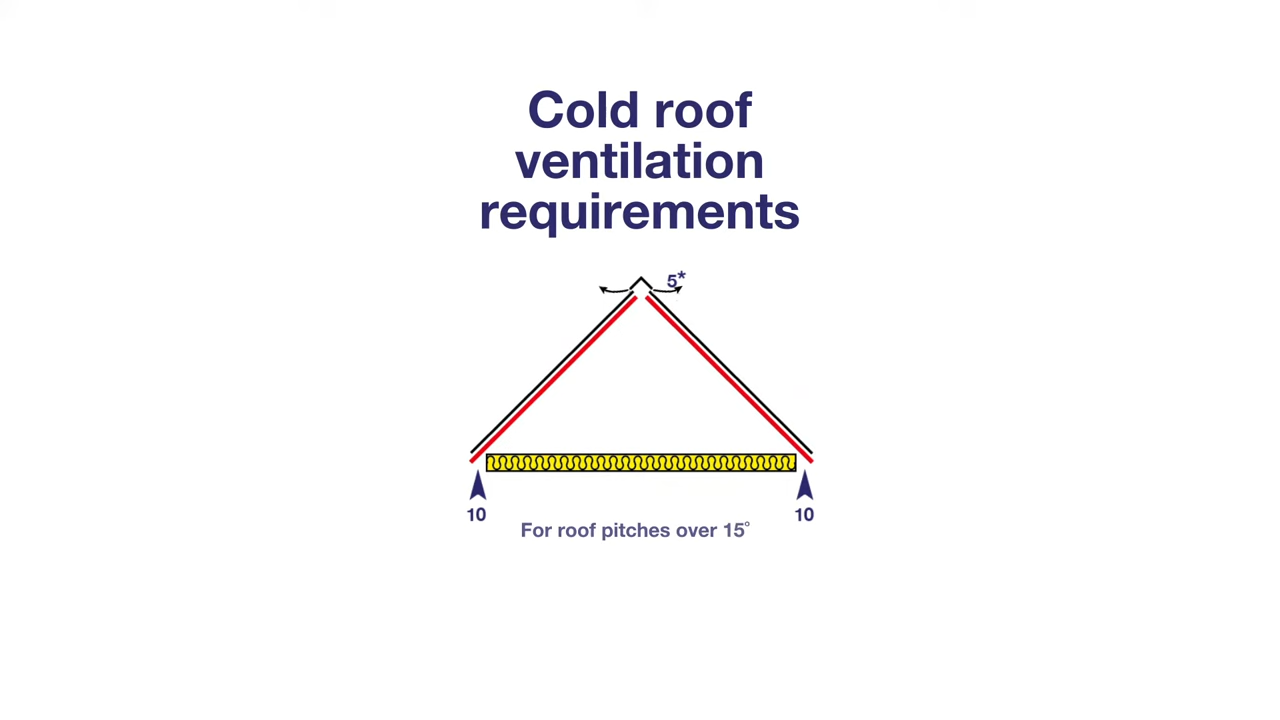 Cold roof
ventilation
requirements
5*
10
10
For roof pitches over 15°